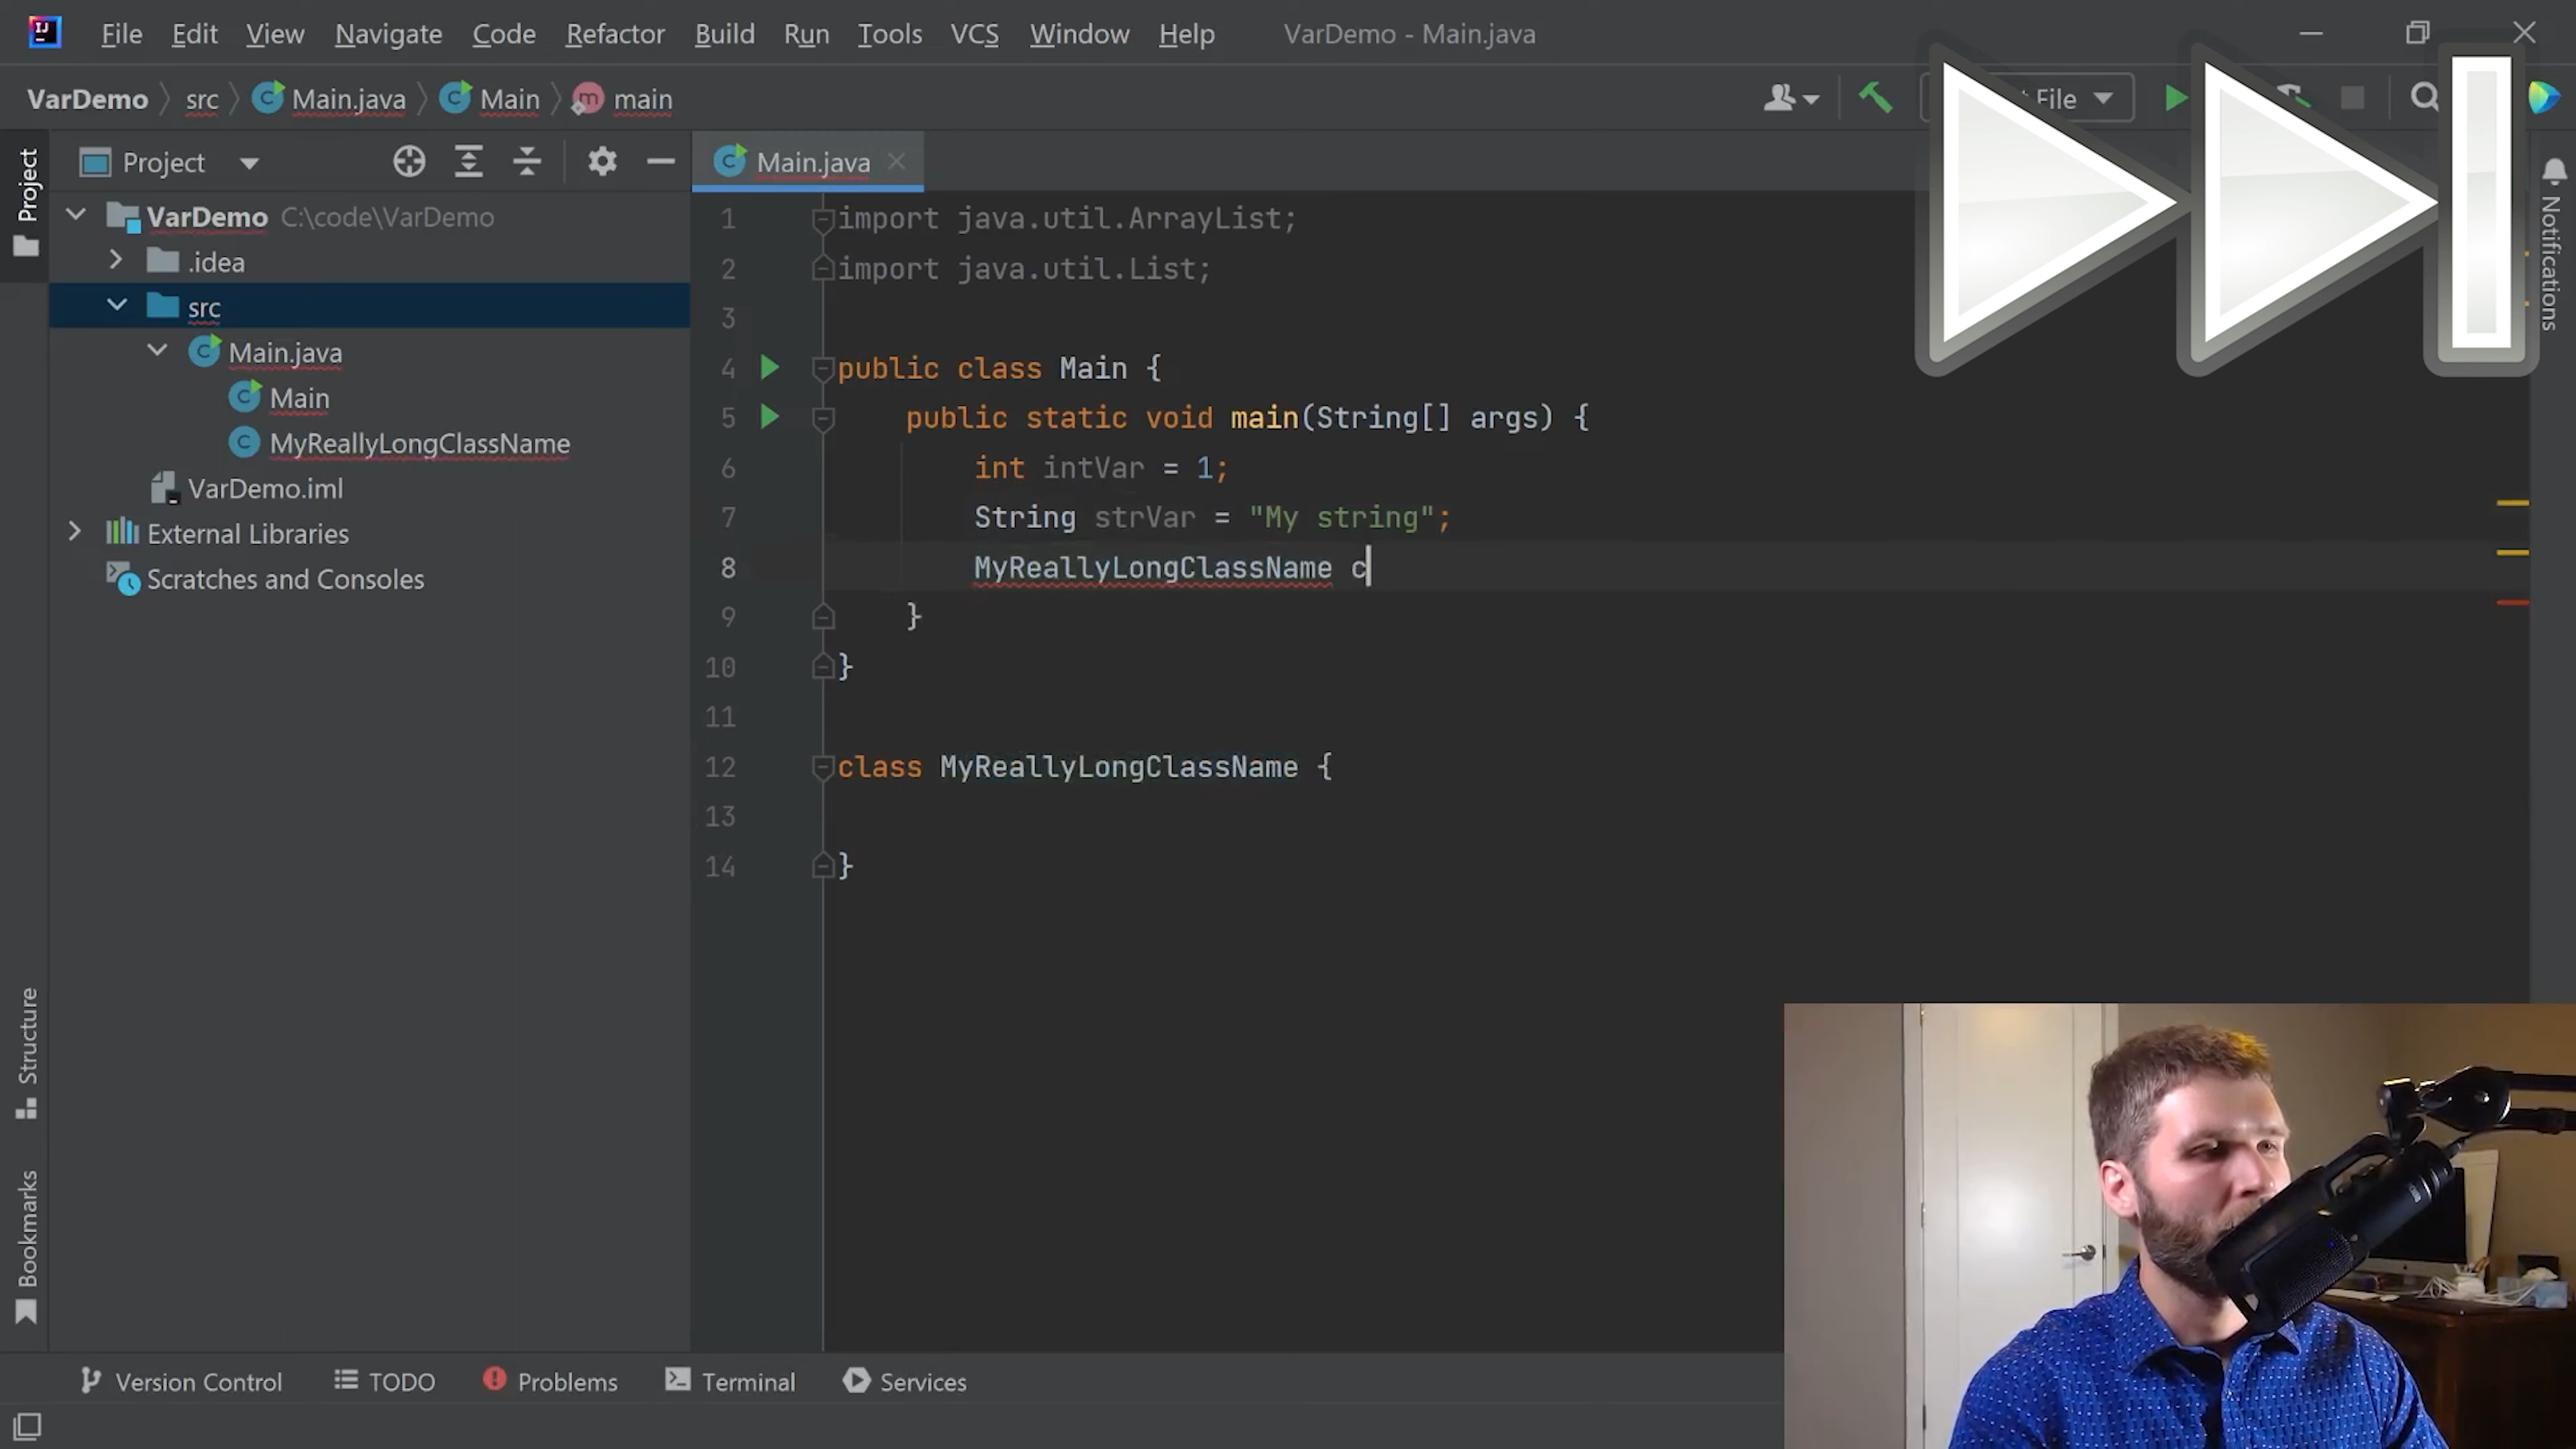 File Edit View Navigate Code Refactor Build Run Tools VCS Window Help VarDemo - Main.java
VarDemo src Main.java Main main File
Project
Project Main.java
VarDemo C:\code\VarDemo
.idea
src
Main.java
Main
MyReallyLongClassName
VarDemo.iml
External Libraries
Scratches and Consoles
1 import java.util.ArrayList;
2 import java.util.List;
3
4 public class Main {
5 public static void main(String[] args) {
6 int intVar = 1;
7 String strVar = "My string";
8 MyReallyLongClassName c
9 }
10 }
11
12 class MyReallyLongClassName {
13
14 }
Notifications
Structure
Bookmarks
Version Control TODO Problems Terminal Services